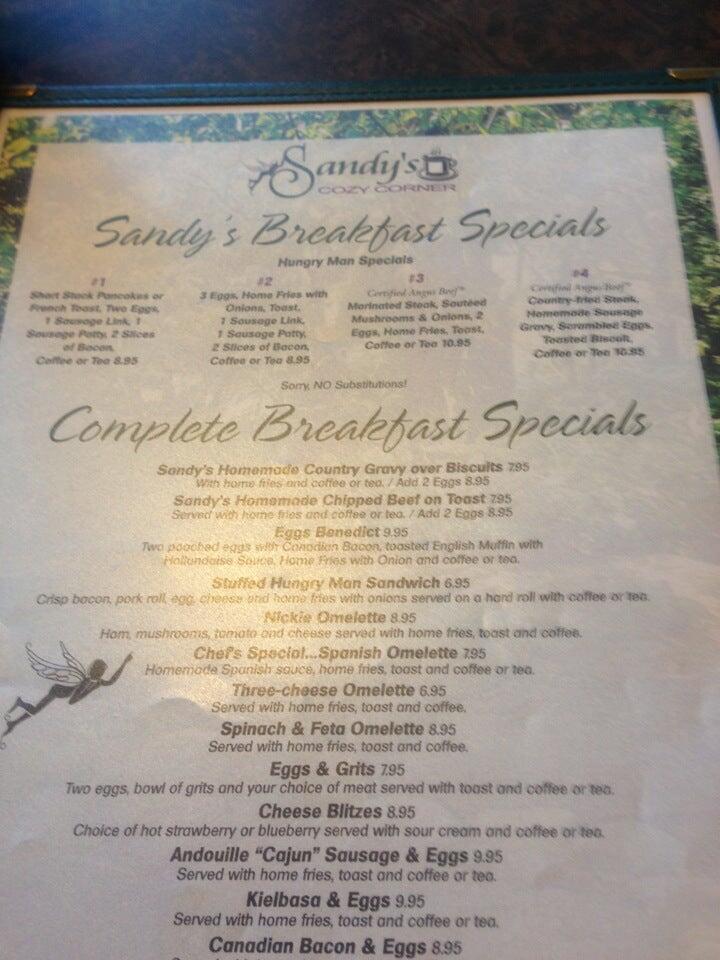 Sandy's
COZY CORNER
Sandy's Breakfast Specials
Hungry Man Specials
#1
Short Stack Pancakes or
French Toast, Two Eggs,
1 Sausage Link, 1
Sausage Patty, 2 Slices
of Bacon,
Coffee or Tea 8.95
#2
3 Eggs, Home Fries with
Onions, Toast,
1 Sausage Link,
1 Sausage Patty,
2 Slices of Bacon,
Coffee or Tea 8.95
#3
Certified Angus Beef™
Marinated Steak, Sautéed
Mushrooms & Onions, 2
Eggs, Home Fries, Toast,
Coffee or Tea 10.95
#4
Certified Angus Beef™
Country-fried Steak,
Homemade Sausage
Gravy, Scrambled Eggs,
Toasted Biscuit,
Coffee or Tea 10.95
Sorry, NO Substitutions!
Complete Breakfast Specials
Sandy's Homemade Country Gravy over Biscuits 7.95
With home fries and coffee or tea. / Add 2 Eggs 8.95
Sandy's Homemade Chipped Beef on Toast 7.95
Served with home fries and coffee or tea. / Add 2 Eggs 8.95
Eggs Benedict 9.95
Two poached eggs with Canadian Bacon, toasted English Muffin with
Hollandaise Sauce, Home Fries with Onion and coffee or tea.
Stuffed Hungry Man Sandwich 6.95
Crisp bacon, pork roll, egg, cheese and home fries with onions served on a hard roll with coffee or tea.
Nickie Omelette 8.95
Ham, mushrooms, tomato and cheese served with home fries, toast and coffee.
Chef's Special...Spanish Omelette 7.95
Homemade Spanish sauce, home fries, toast and coffee or tea.
Three-cheese Omelette 6.95
Served with home fries, toast and coffee.
Spinach & Feta Omelette 8.95
Served with home fries, toast and coffee.
Eggs & Grits 7.95
Two eggs, bowl of grits and your choice of meat served with toast and coffee or tea.
Cheese Blitzes 8.95
Choice of hot strawberry or blueberry served with sour cream and coffee or tea.
Andouille "Cajun" Sausage & Eggs 9.95
Served with home fries, toast and coffee or tea.
Kielbasa & Eggs 9.95
Served with home fries, toast and coffee or tea.
Canadian Bacon & Eggs 8.95